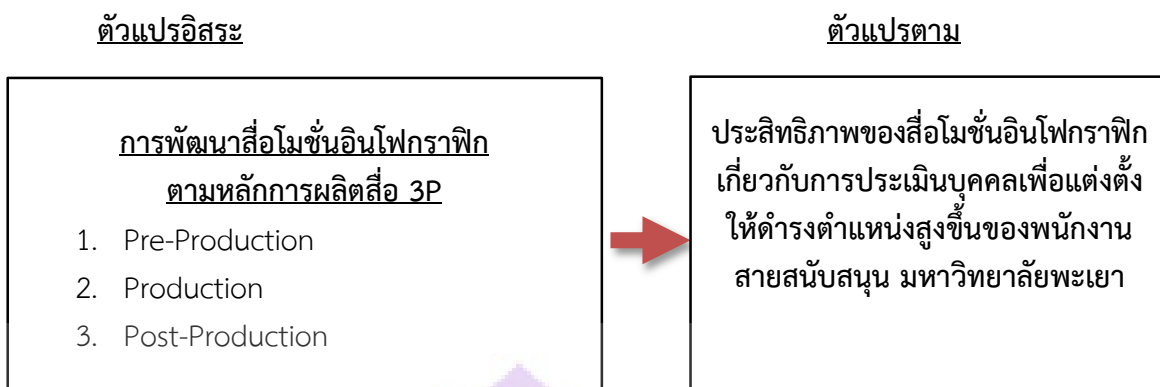 ตัวแปรอิสระ
ตัวแปรตาม
การพัฒนาสื่อโมชั่นอินโฟกราฟิก
ตามหลักการผลิตสื่อ 3P
1. Pre-Production
2. Production
3. Post-Production
ประสิทธิภาพของสื่อโมชั่นอินโฟกราฟิก
เกี่ยวกับการประเมินบุคคลเพื่อแต่งตั้ง
ให้ดำรงตำแหน่งสูงขึ้นของพนักงาน
สายสนับสนุน มหาวิทยาลัยพะเยา